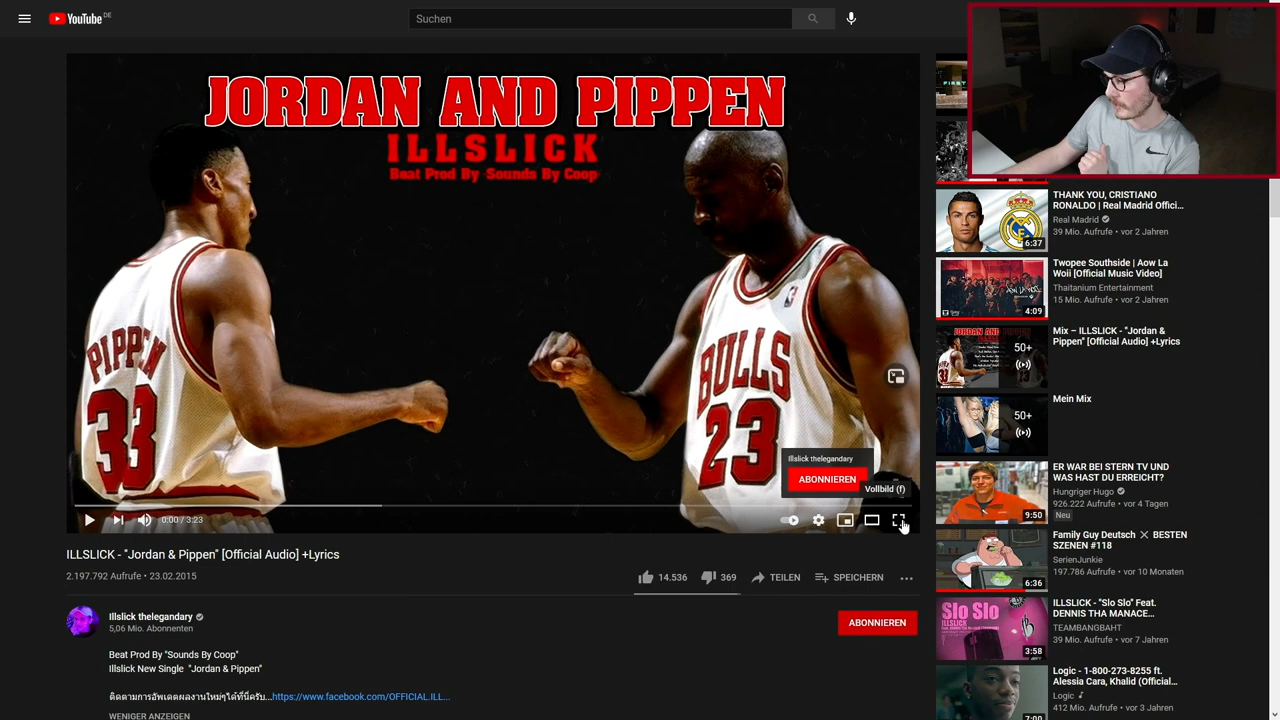 YouTube DE
Suchen
JORDAN AND PIPPEN
ILLSLICK
Beat Prod By Sounds By Coop
PIPPEN
33
BULLS
23
Illslick thelegandary
ABONNIEREN
Vollbild (f)
0:00 / 3:23
ILLSLICK - "Jordan & Pippen" [Official Audio] +Lyrics
2.197.792 Aufrufe • 23.02.2015
14.536
369
TEILEN
SPEICHERN
Illslick thelegandary
5,06 Mio. Abonnenten
ABONNIEREN
Beat Prod By "Sounds By Coop"
Illslick New Single "Jordan & Pippen"
ติดตามการอัพเดตผลงานใหม่ๆได้ที่นี่ครับ...https://www.facebook.com/OFFICIAL.ILL...
WENIGER ANZEIGEN
THANK YOU, CRISTIANO
RONALDO | Real Madrid Offici...
Real Madrid
39 Mio. Aufrufe • vor 2 Jahren
6:37
Twopee Southside | Aow La
Woii [Official Music Video]
Thaitanium Entertainment
15 Mio. Aufrufe • vor 2 Jahren
4:09
Mix – ILLSLICK - "Jordan &
Pippen" [Official Audio] +Lyrics
50+
Mein Mix
50+
ER WAR BEI STERN TV UND
WAS HAST DU ERREICHT?
Hungriger Hugo
926.222 Aufrufe • vor 4 Tagen
Neu
9:50
Family Guy Deutsch ╳ BESTEN
SZENEN #118
SerienJunkie
197.786 Aufrufe • vor 10 Monaten
6:36
ILLSLICK - "Slo Slo" Feat.
DENNIS THA MANACE...
TEAMBANGBAHT
39 Mio. Aufrufe • vor 7 Jahren
Slo Slo
ILLSLICK
3:58
Logic - 1-800-273-8255 ft.
Alessia Cara, Khalid (Official...
Logic
412 Mio. Aufrufe • vor 3 Jahren
7:00